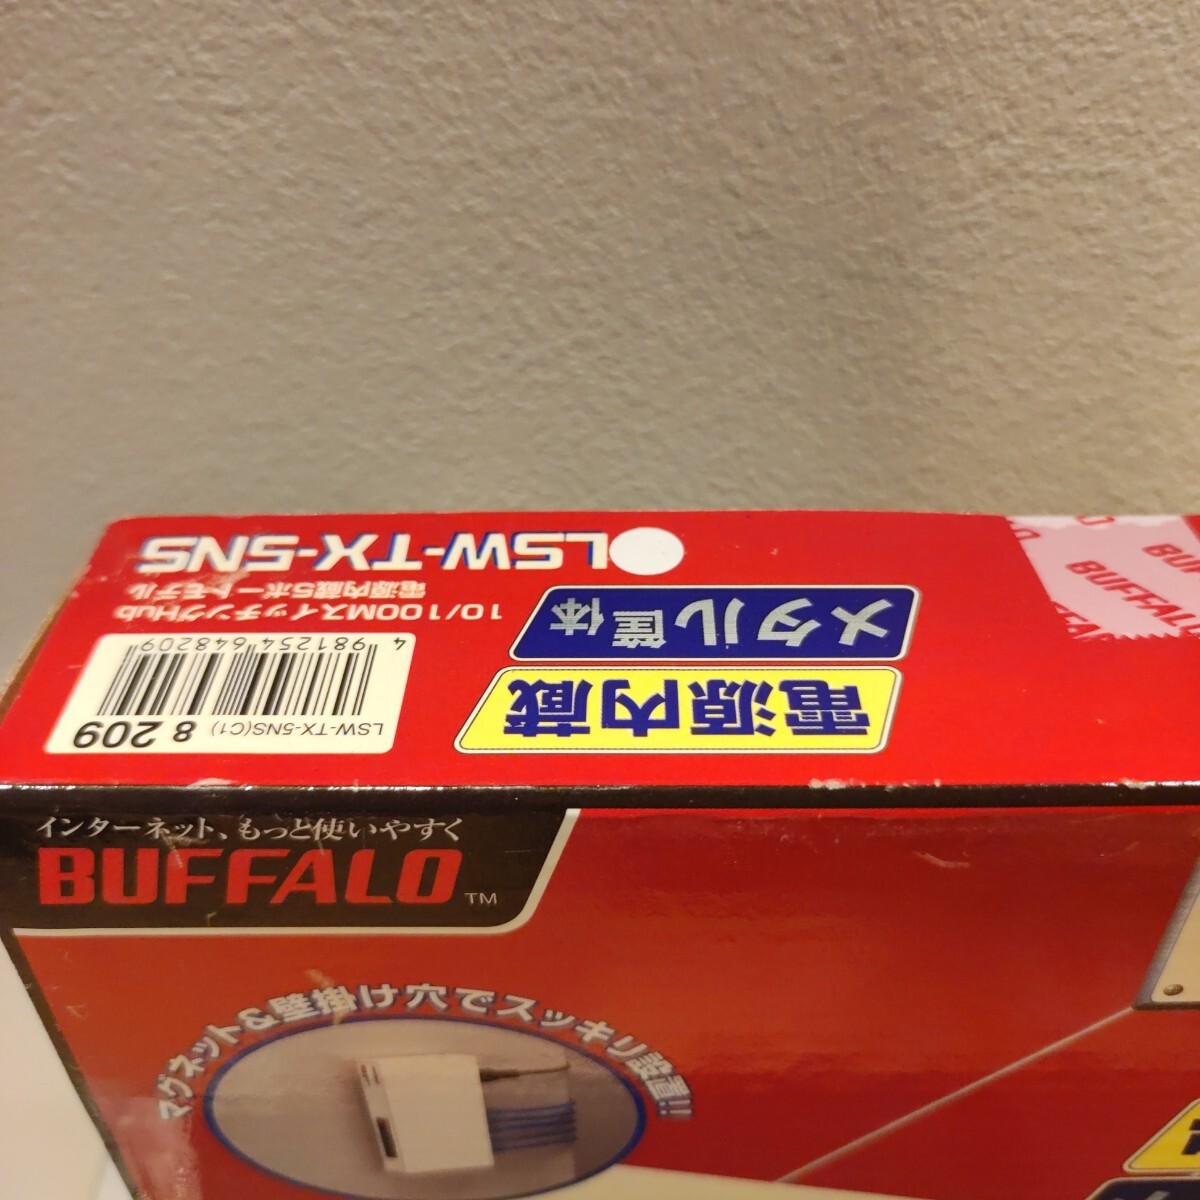 ●LSW-TX-5NS
10/100MスイッチングHub
電源内蔵5ポートモデル
4 981254 648209
LSW-TX-5NS(C1)
8 209
メタル筐体
電源内蔵
BUFFALO
インターネット、もっと使いやすく
BUFFALO™
マグネット&壁掛け穴でスッキリ設置!!